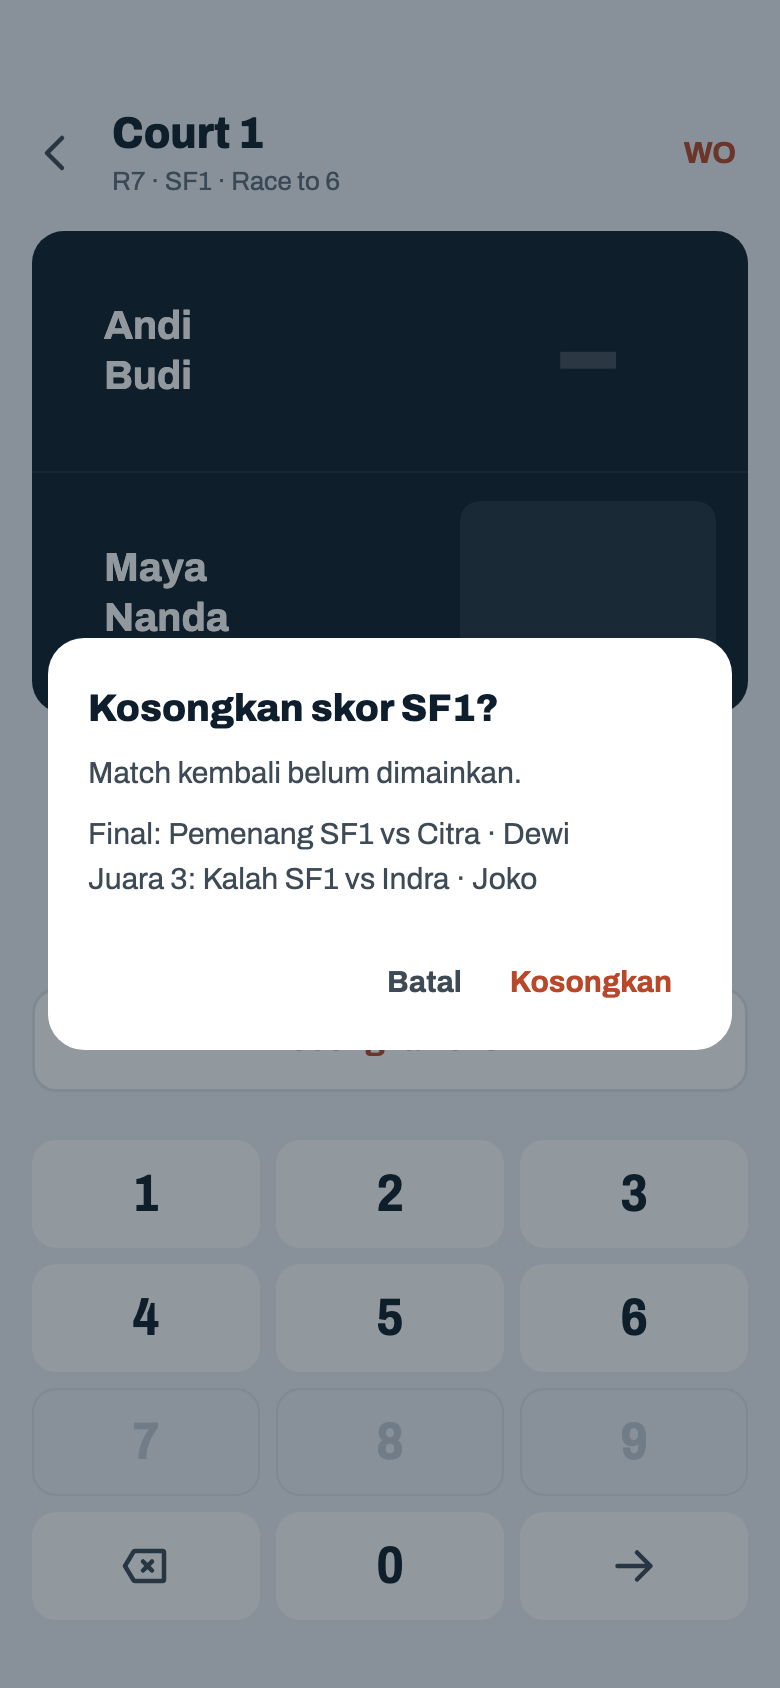 Court 1
WO
R7 · SF1 · Race to 6
Andi
Budi
Maya
Nanda
Kosongkan skor SF1?
Match kembali belum dimainkan.
Final: Pemenang SF1 vs Citra · Dewi
Juara 3: Kalah SF1 vs Indra · Joko
Batal Kosongkan
1 2 3
4 5 6
7 8 9
0